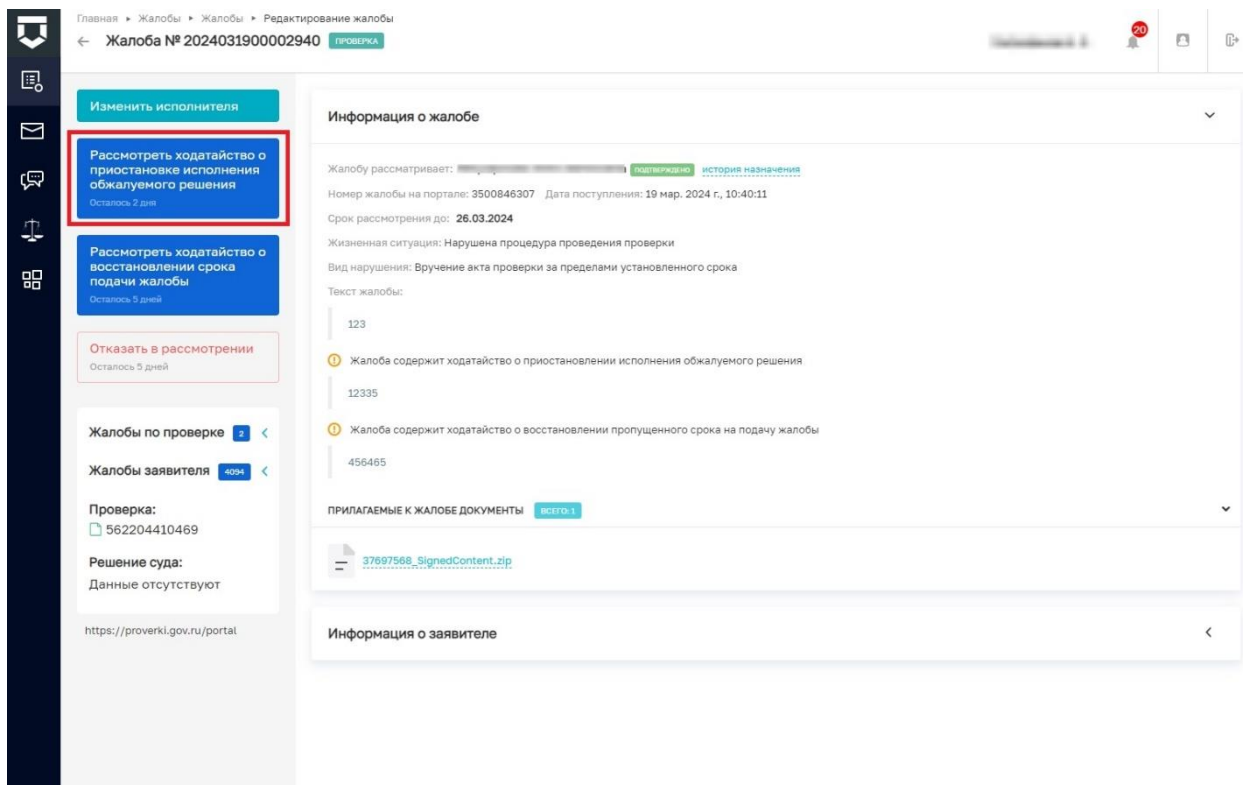 Главная ▸ Жалобы ▸ Жалобы ▸ Редактирование жалобы
← Жалоба № 2024031900002940 ПРОВЕРКА
20
Изменить исполнителя
Рассмотреть ходатайство о
приостановке исполнения
обжалуемого решения
Осталось 2 дня
Рассмотреть ходатайство о
восстановлении срока
подачи жалобы
Осталось 5 дней
Отказать в рассмотрении
Осталось 5 дней
Жалобы по проверке 2
Жалобы заявителя 4094
Проверка:
562204410469
Решение суда:
Данные отсутствуют
https://proverki.gov.ru/portal
Информация о жалобе
Жалобу рассматривает: ПОДТВЕРЖДЕНО история назначения
Номер жалобы на портале: 3500846307 Дата поступления: 19 мар. 2024 г., 10:40:11
Срок рассмотрения до: 26.03.2024
Жизненная ситуация: Нарушена процедура проведения проверки
Вид нарушения: Вручение акта проверки за пределами установленного срока
Текст жалобы:
123
Жалоба содержит ходатайство о приостановлении исполнения обжалуемого решения
12335
Жалоба содержит ходатайство о восстановлении пропущенного срока на подачу жалобы
456465
ПРИЛАГАЕМЫЕ К ЖАЛОБЕ ДОКУМЕНТЫ ВСЕГО: 1
37697568_SignedContent.zip
Информация о заявителе